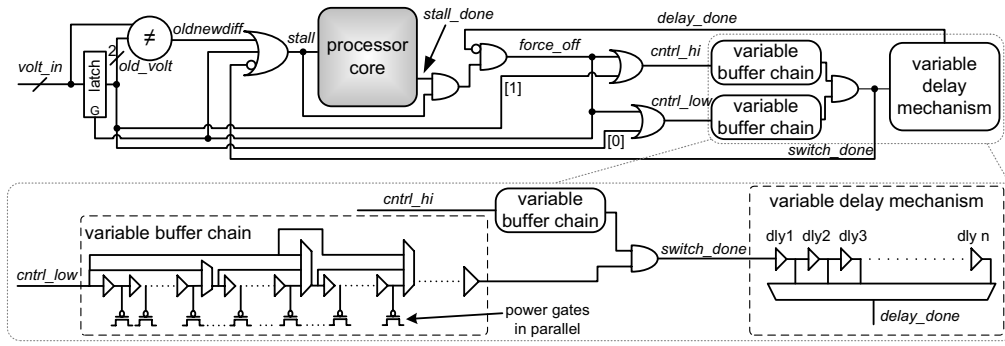 oldnewdiff
stall
processor
core
stall_done
delay_done
force_off
cntrl_hi
variable
buffer chain
variable
delay
mechanism
≠
volt_in
latch
G
2
old_volt
[1]
cntrl_low
variable
buffer chain
[0]
switch_done
cntrl_hi
variable
buffer chain
variable delay mechanism
variable buffer chain
switch_done
dly1 dly2 dly3 dly n
cntrl_low
power gates
in parallel
delay_done